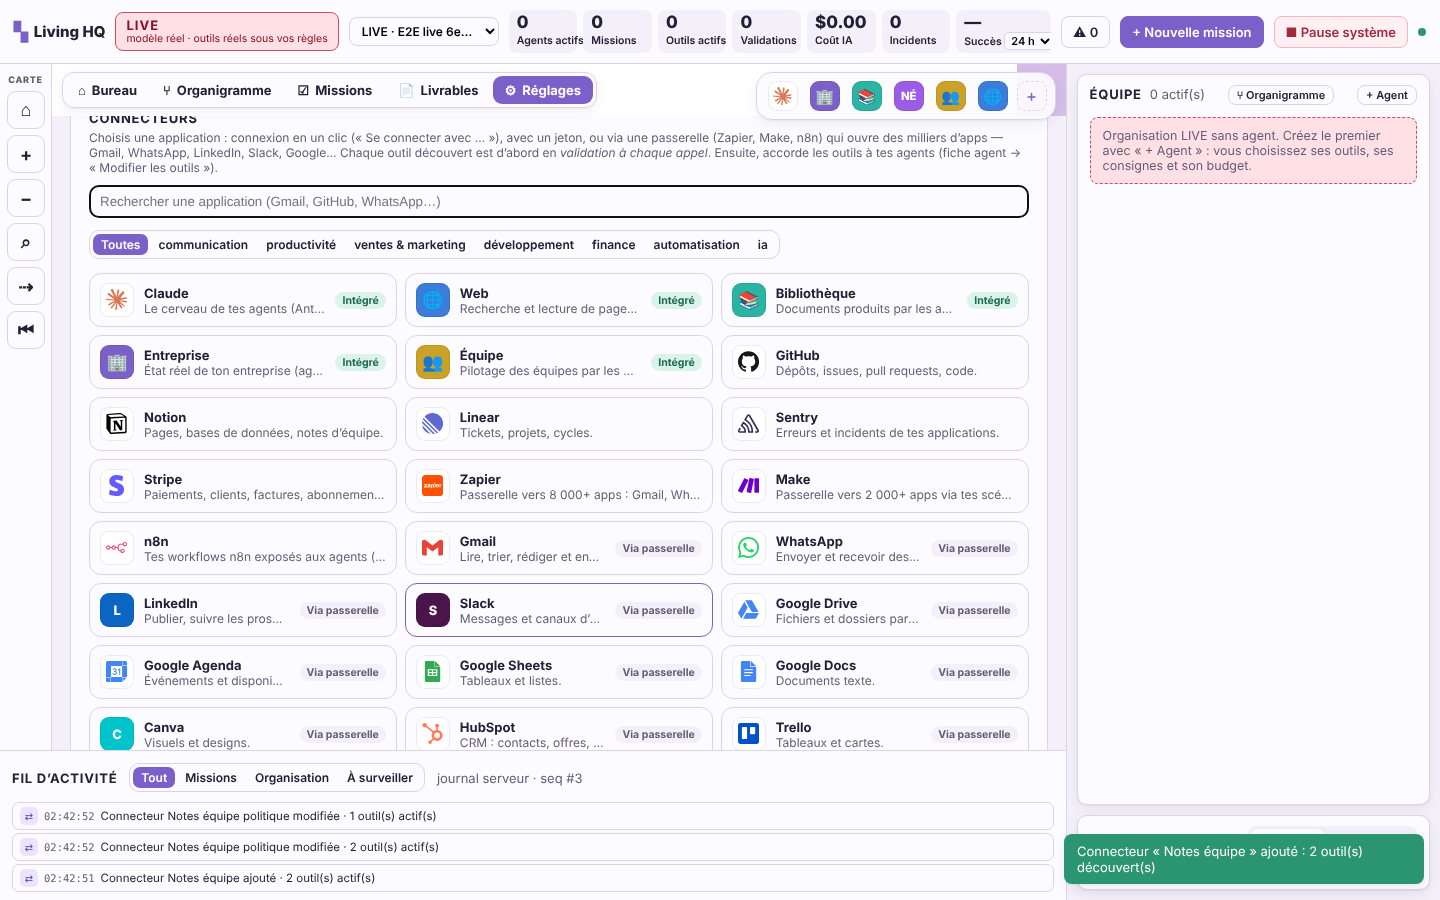 Living HQ
LIVE
modèle réel · outils réels sous vos règles
LIVE · E2E live 6e...
0
Agents actifs
0
Missions
0
Outils actifs
0
Validations
$0.00
Coût IA
0
Incidents
—
Succès
24 h
0
+ Nouvelle mission
Pause système
CARTE
Bureau
Organigramme
Missions
Livrables
Réglages
NÉ
+
CONNECTEURS
Choisis une application : connexion en un clic (« Se connecter avec … »), avec un jeton, ou via une passerelle (Zapier, Make, n8n) qui ouvre des milliers d’apps —
Gmail, WhatsApp, LinkedIn, Slack, Google… Chaque outil découvert est d’abord en validation à chaque appel. Ensuite, accorde les outils à tes agents (fiche agent →
« Modifier les outils »).
Rechercher une application (Gmail, GitHub, WhatsApp…)
Toutes
communication
productivité
ventes & marketing
développement
finance
automatisation
ia
Claude
Le cerveau de tes agents (Ant…
Intégré
Web
Recherche et lecture de page…
Intégré
Bibliothèque
Documents produits par les a…
Intégré
Entreprise
État réel de ton entreprise (ag…
Intégré
Équipe
Pilotage des équipes par les …
Intégré
GitHub
Dépôts, issues, pull requests, code.
Notion
Pages, bases de données, notes d’équipe.
Linear
Tickets, projets, cycles.
Sentry
Erreurs et incidents de tes applications.
Stripe
Paiements, clients, factures, abonnemen…
zapier
Zapier
Passerelle vers 8 000+ apps : Gmail, Wh…
Make
Passerelle vers 2 000+ apps via tes scé…
n8n
Tes workflows n8n exposés aux agents (…
Gmail
Lire, trier, rédiger et en…
Via passerelle
WhatsApp
Envoyer et recevoir des…
Via passerelle
L
LinkedIn
Publier, suivre les pros…
Via passerelle
S
Slack
Messages et canaux d’…
Via passerelle
Google Drive
Fichiers et dossiers par…
Via passerelle
31
Google Agenda
Événements et disponi…
Via passerelle
Google Sheets
Tableaux et listes.
Via passerelle
Google Docs
Documents texte.
Via passerelle
C
Canva
Visuels et designs.
Via passerelle
HubSpot
CRM : contacts, offres, …
Via passerelle
Trello
Tableaux et cartes.
Via passerelle
ÉQUIPE
0 actif(s)
Organigramme
+ Agent
Organisation LIVE sans agent. Créez le premier
avec « + Agent » : vous choisissez ses outils, ses
consignes et son budget.
FIL D’ACTIVITÉ
Tout
Missions
Organisation
À surveiller
journal serveur · seq #3
02:42:52 Connecteur Notes équipe politique modifiée · 1 outil(s) actif(s)
02:42:52 Connecteur Notes équipe politique modifiée · 2 outil(s) actif(s)
02:42:51 Connecteur Notes équipe ajouté · 2 outil(s) actif(s)
Connecteur « Notes équipe » ajouté : 2 outil(s)
découvert(s)